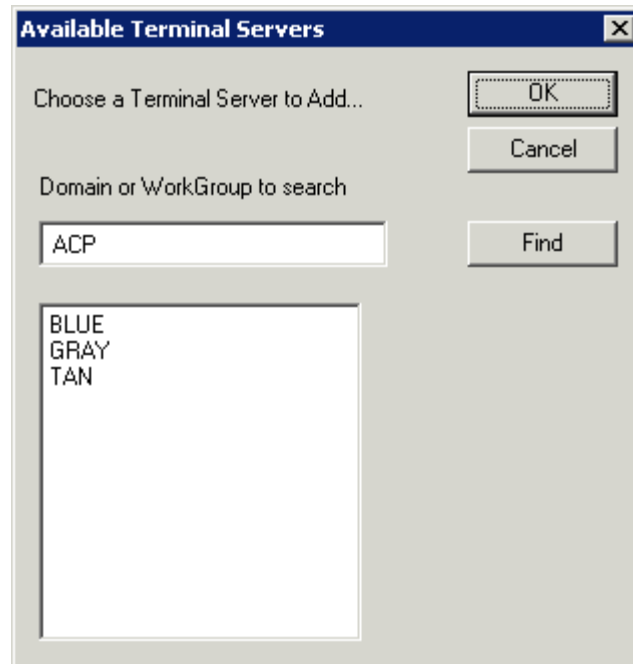 Available Terminal Servers
Choose a Terminal Server to Add...
OK
Cancel
Domain or WorkGroup to search
ACP
Find
BLUE
GRAY
TAN